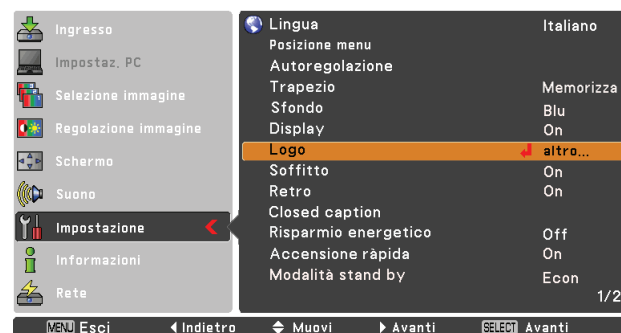 Ingresso
Impostaz. PC
Selezione immagine
Regolazione immagine
Schermo
Suono
Impostazione
Informazioni
Rete
Lingua Italiano
Posizione menu
Autoregolazione
Trapezio Memorizza
Sfondo Blu
Display On
Logo altro...
Soffitto On
Retro On
Closed caption
Risparmio energetico Off
Accensione ràpida On
Modalità stand by Econ
1/2
MENU Esci Indietro Muovi Avanti SELECT Avanti